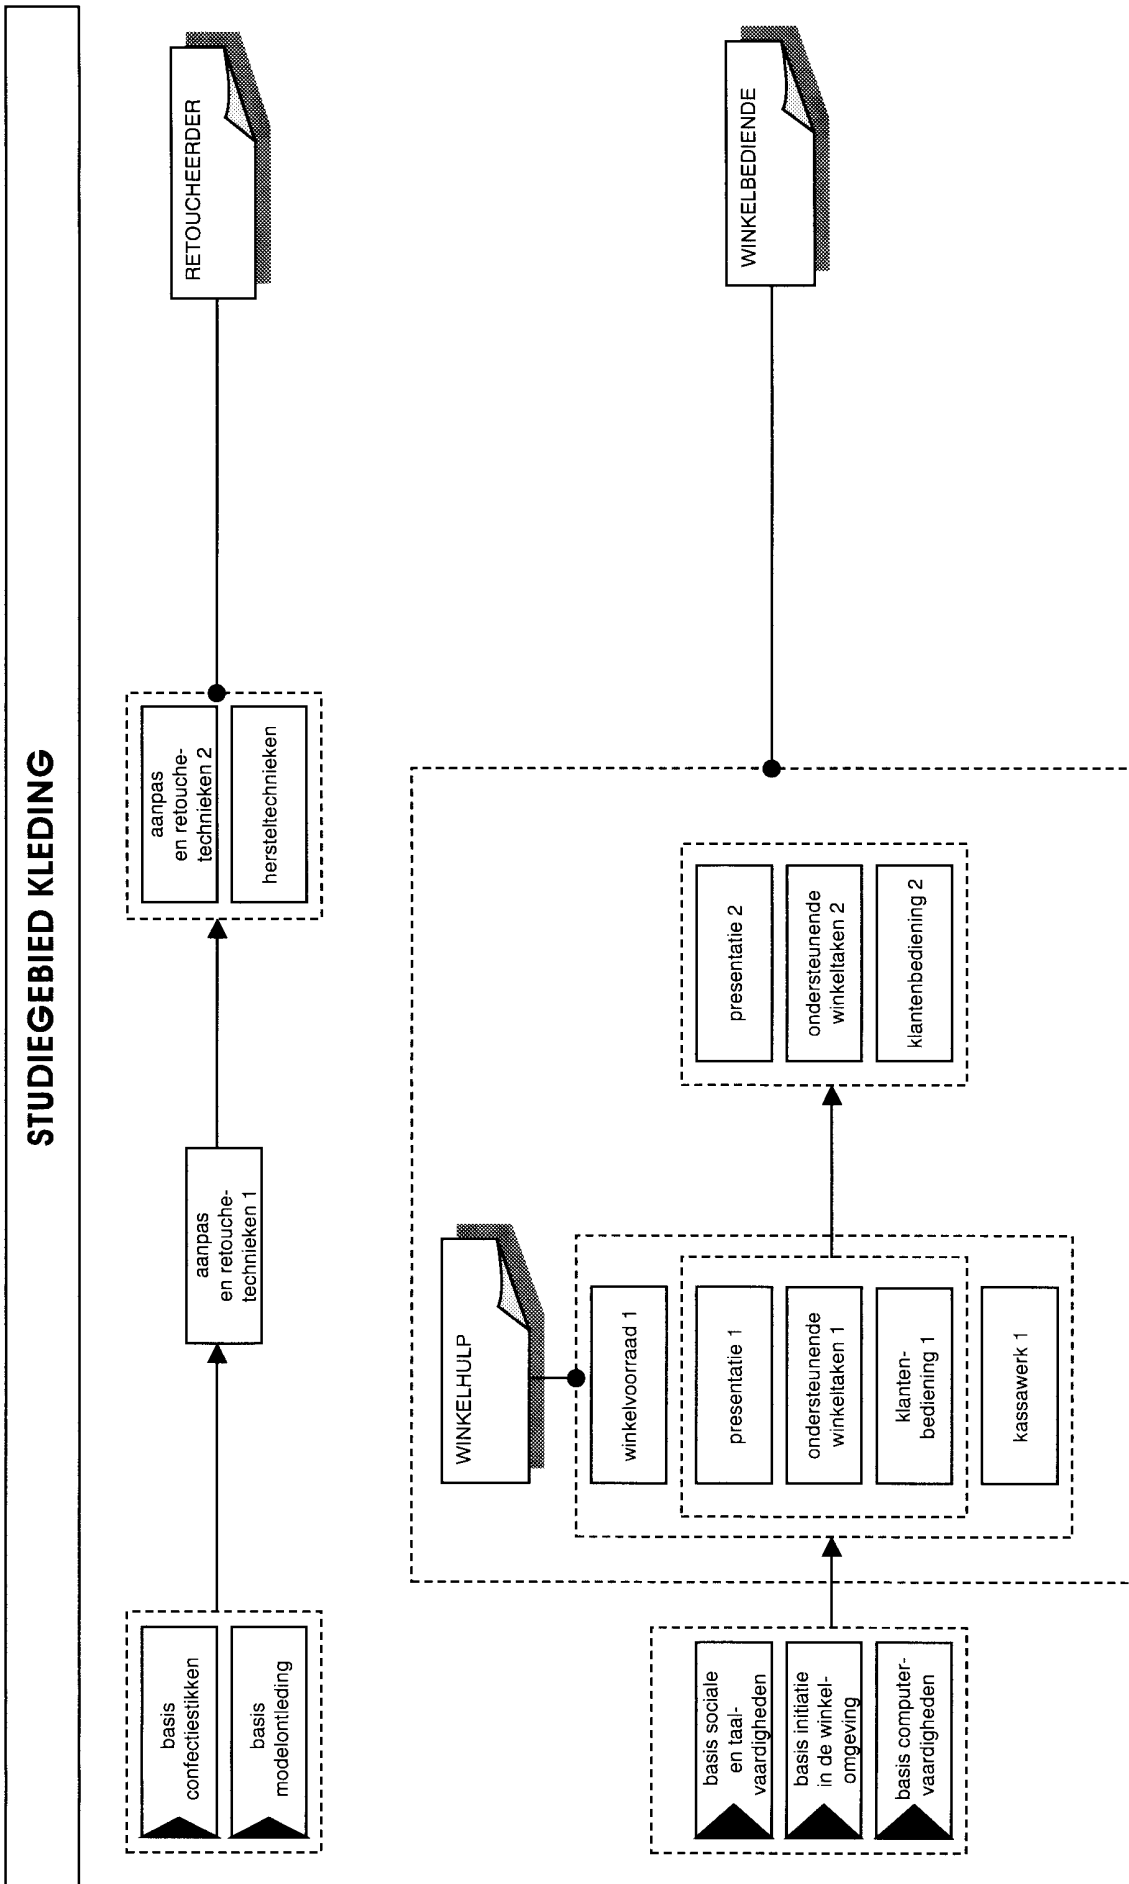 STUDIEGEBIED KLEDING
basis
confectiestikken
basis
modelontleding
aanpas
en retouche-
technieken 1
aanpas
en retouche-
technieken 2
hersteltechnieken
RETOUCHEERDER
basis sociale
en taal-
vaardigheden
basis initiatie
in de winkel-
omgeving
basis computer-
vaardigheden
WINKELHULP
winkelvoorraad 1
presentatie 1
ondersteunende
winkeltaken 1
klanten-
bediening 1
kassawerk 1
presentatie 2
ondersteunende
winkeltaken 2
klantenbediening 2
WINKELBEDIENDE